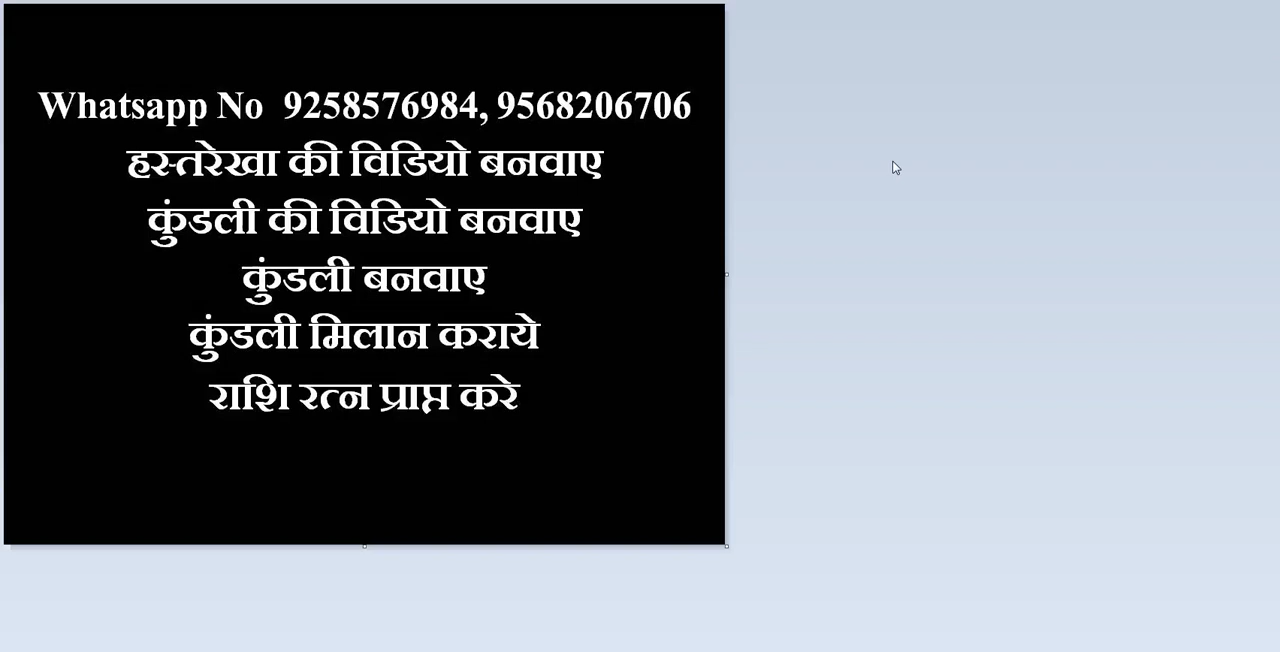 Whatsapp No 9258576984, 9568206706
हस्तरेखा की विडियो बनवाए
कुंडली की विडियो बनवाए
कुंडली बनवाए
कुंडली मिलान कराये
राशि रत्न प्राप्त करे